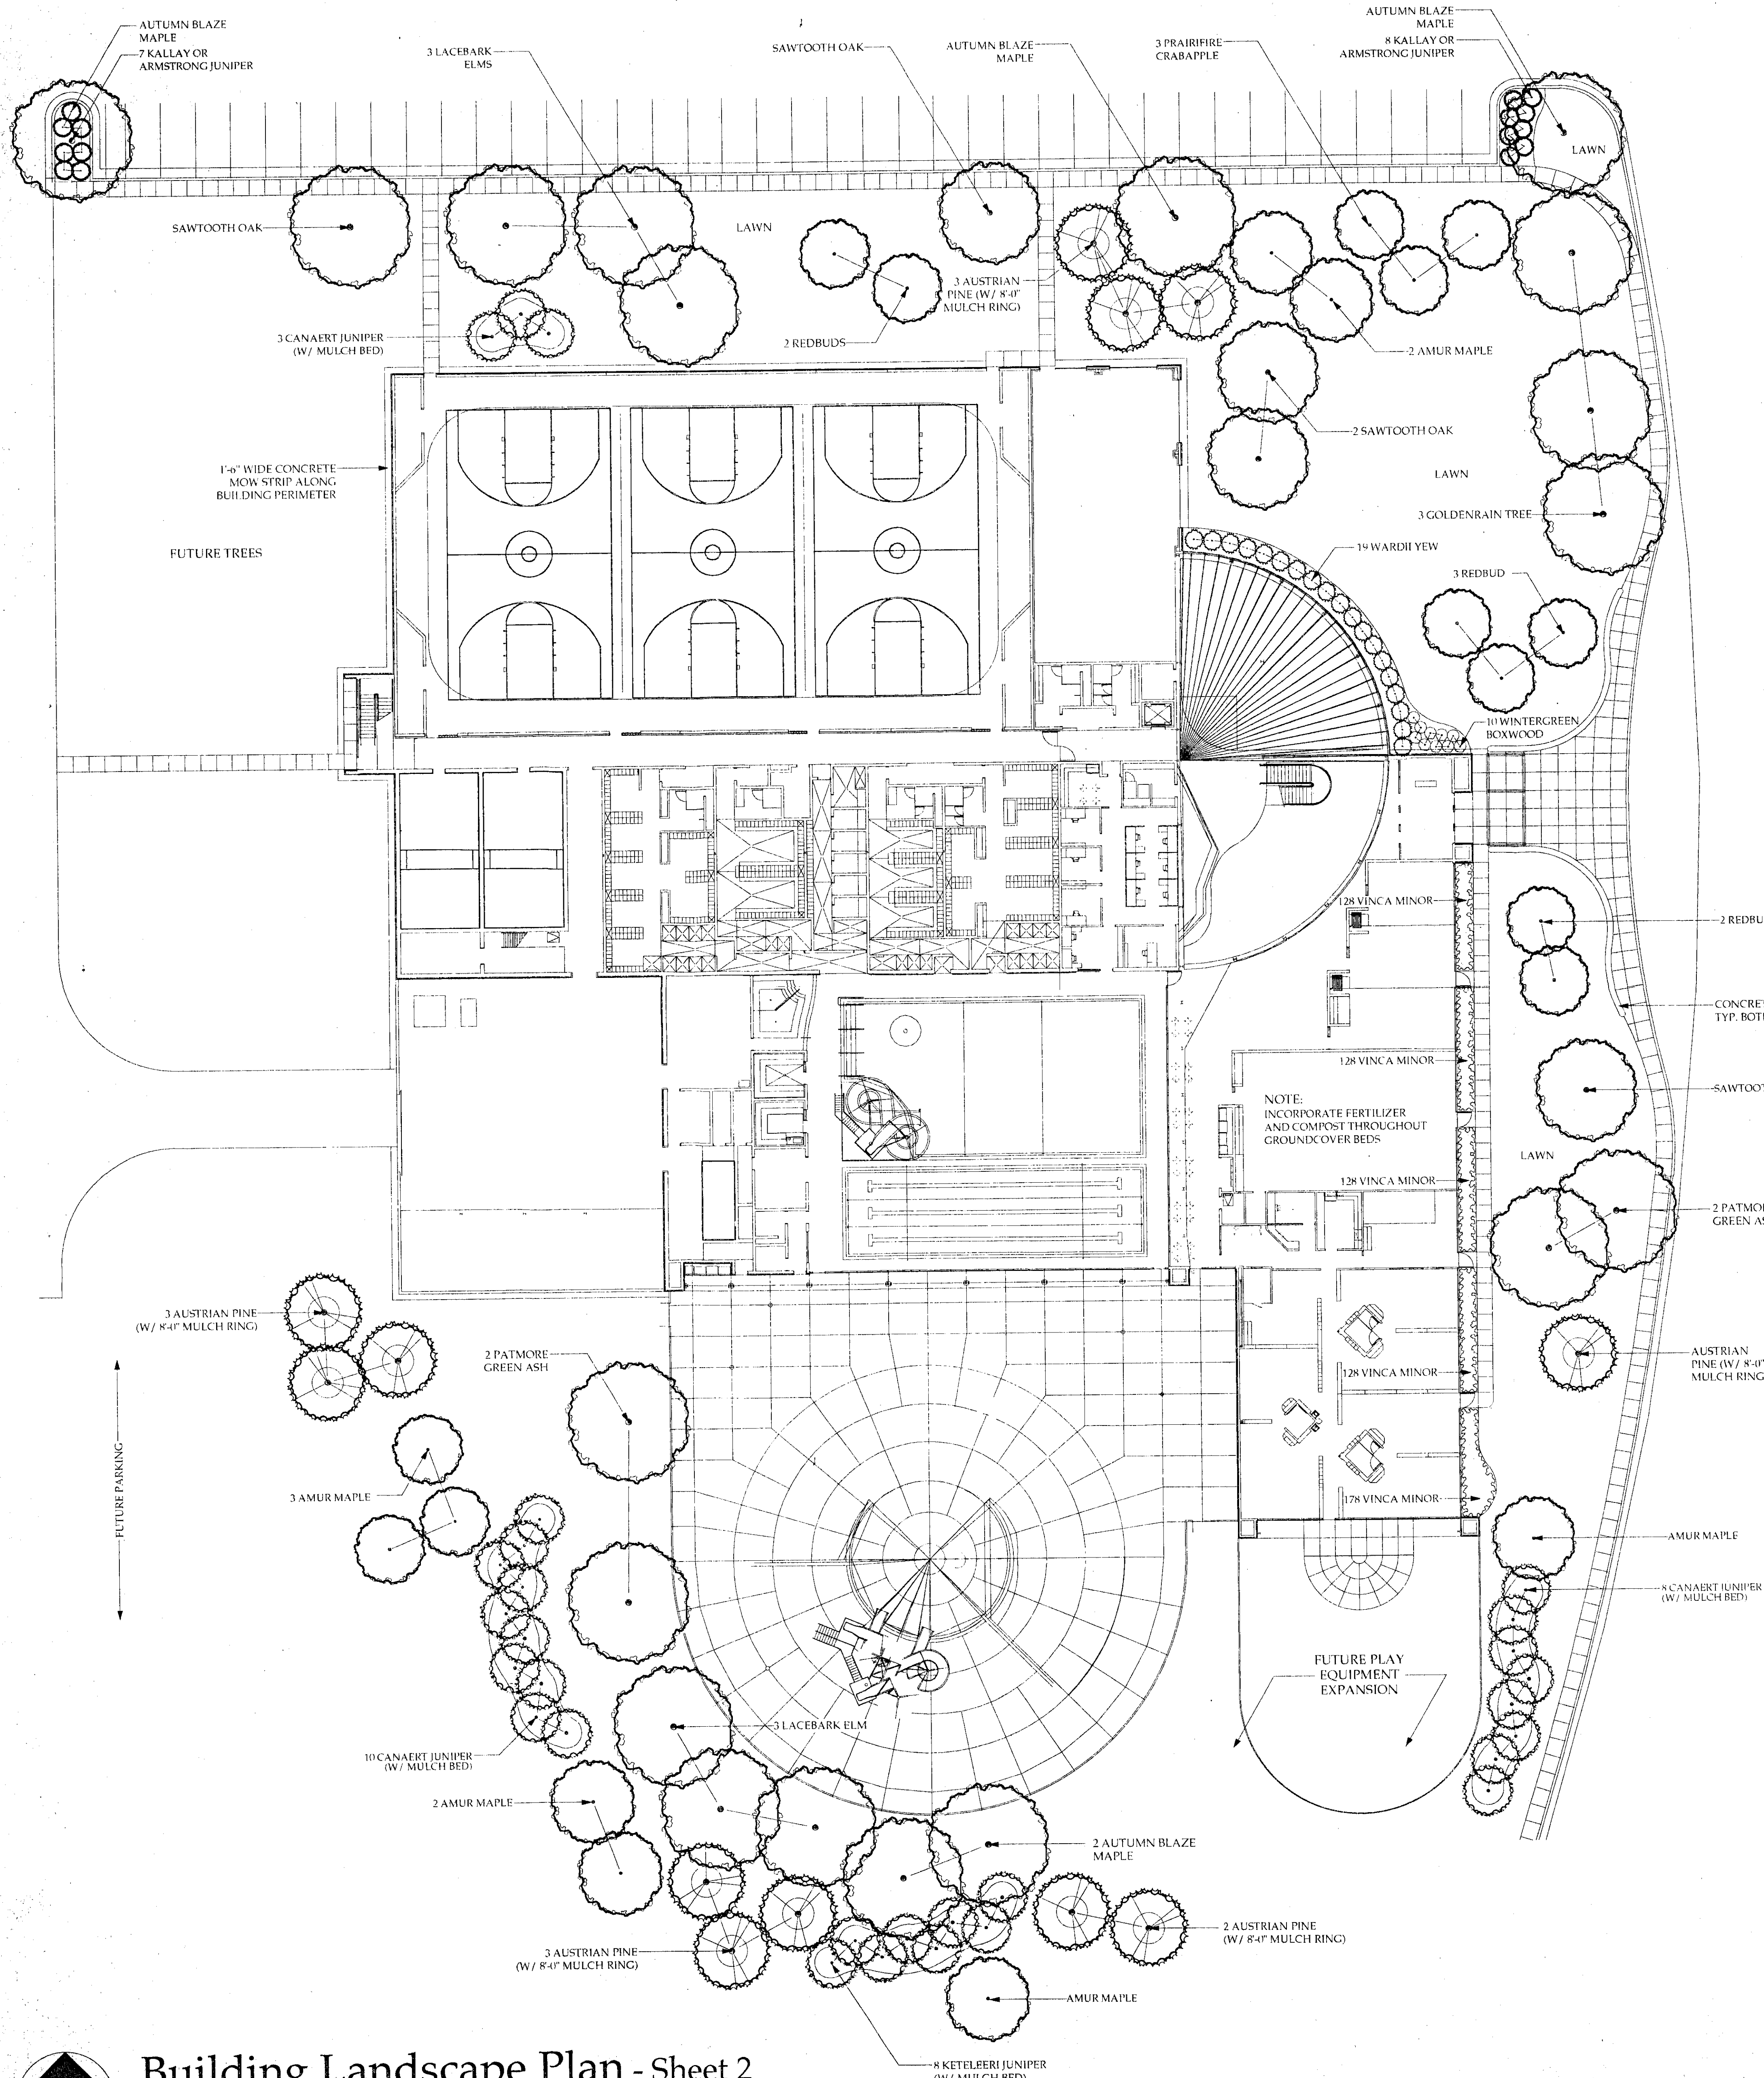 AUTUMN BLAZE
MAPLE
7 KALLAY OR
ARMSTRONG JUNIPER
3 LACEBARK
ELMS
SAWTOOTH OAK
AUTUMN BLAZE
MAPLE
3 PRAIRIFIRE
CRABAPPLE
AUTUMN BLAZE
MAPLE
8 KALLAY OR
ARMSTRONG JUNIPER
LAWN
SAWTOOTH OAK
LAWN
3 AUSTRIAN
PINE (W/ 8'-0"
MULCH RING)
3 CANAERT JUNIPER
(W/ MULCH BED)
2 REDBUDS
2 AMUR MAPLE
2 SAWTOOTH OAK
1'-6" WIDE CONCRETE
MOW STRIP ALONG
BUILDING PERIMETER
LAWN
3 GOLDENRAIN TREE
FUTURE TREES
19 WARDII YEW
3 REDBUD
10 WINTERGREEN
BOXWOOD
128 VINCA MINOR
2 REDBU
CONCRE
TYP. BOT
128 VINCA MINOR
SAWTOO
NOTE:
INCORPORATE FERTILIZER
AND COMPOST THROUGHOUT
GROUNDCOVER BEDS
LAWN
128 VINCA MINOR
2 PATMO
GREEN A
3 AUSTRIAN PINE
(W/ 8'-0" MULCH RING)
2 PATMORE
GREEN ASH
AUSTRIAN
PINE (W/ 8'-0"
MULCH RING
128 VINCA MINOR
FUTURE PARKING
3 AMUR MAPLE
178 VINCA MINOR
AMUR MAPLE
8 CANAERT JUNIPER
(W/ MULCH BED)
FUTURE PLAY
EQUIPMENT
EXPANSION
3 LACEBARK ELM
10 CANAERT JUNIPER
(W/ MULCH BED)
2 AMUR MAPLE
2 AUTUMN BLAZE
MAPLE
2 AUSTRIAN PINE
(W/ 8'-0" MULCH RING)
3 AUSTRIAN PINE
(W/ 8'-0" MULCH RING)
AMUR MAPLE
8 KETELEERI JUNIPER
(W/ MULCH BED)
Building Landscape Plan - Sheet 2